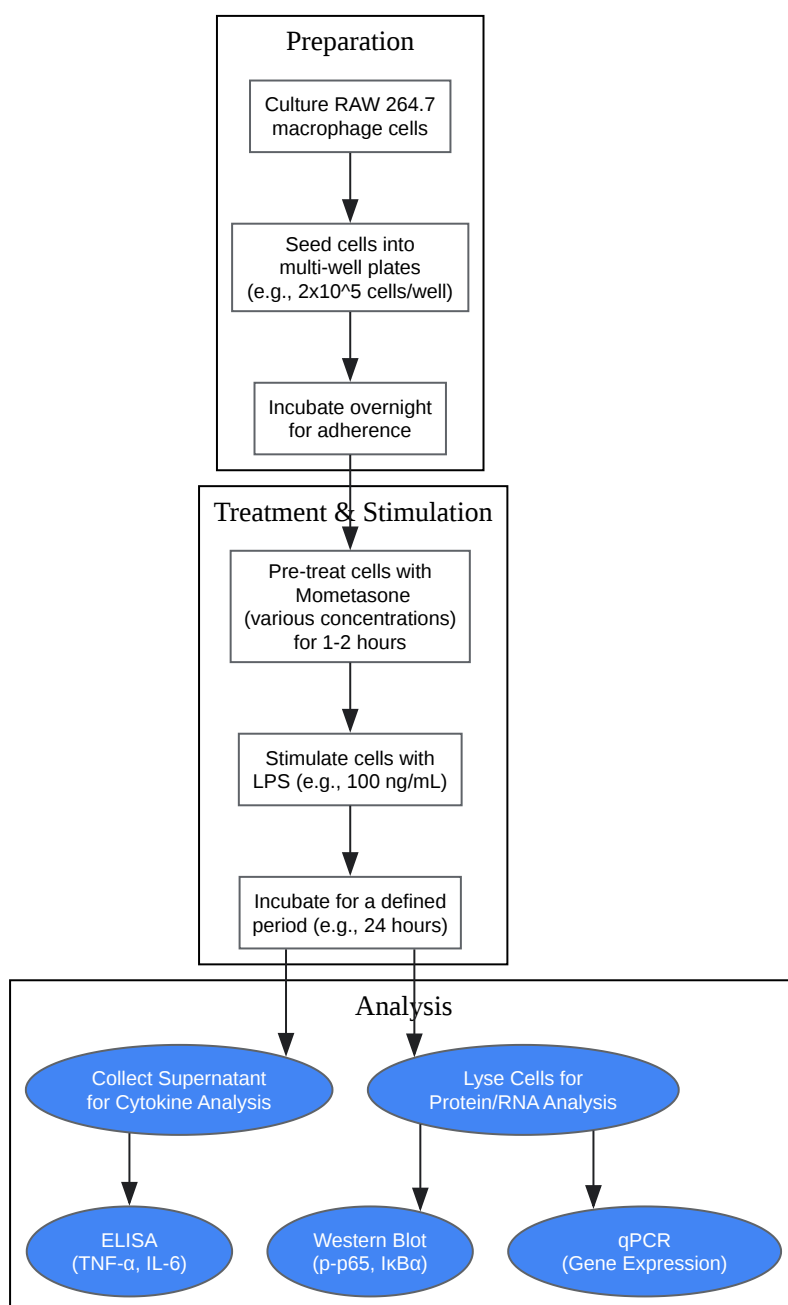 Preparation
Culture RAW 264.7
macrophage cells
Seed cells into
multi-well plates
(e.g., 2x10^5 cells/well)
Incubate overnight
for adherence
Treatment & Stimulation
Pre-treat cells with
Mometasone
(various concentrations)
for 1-2 hours
Stimulate cells with
LPS (e.g., 100 ng/mL)
Incubate for a defined
period (e.g., 24 hours)
Analysis
Collect Supernatant
for Cytokine Analysis
Lyse Cells for
Protein/RNA Analysis
ELISA
(TNF-α, IL-6)
Western Blot
(p-p65, IκBα)
qPCR
(Gene Expression)